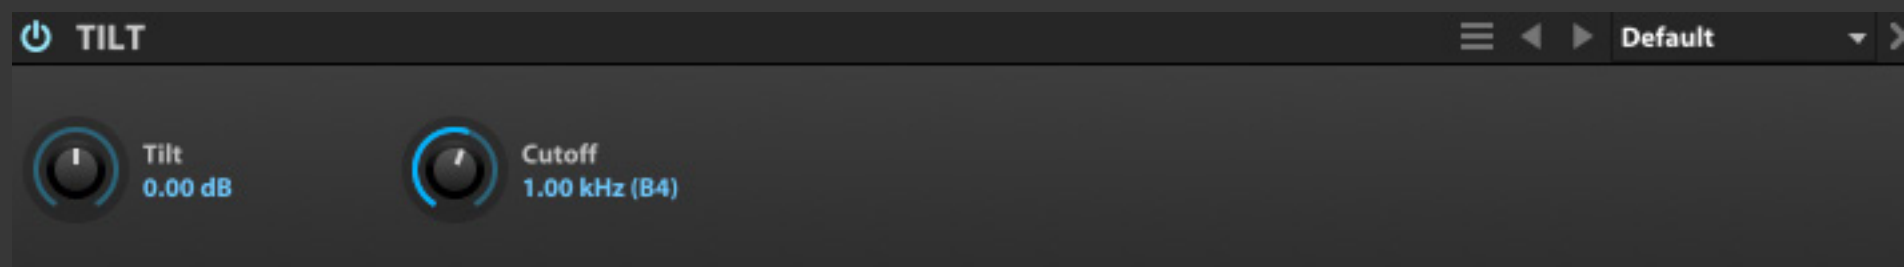 TILT
Default
Tilt
0.00 dB
Cutoff
1.00 kHz (B4)